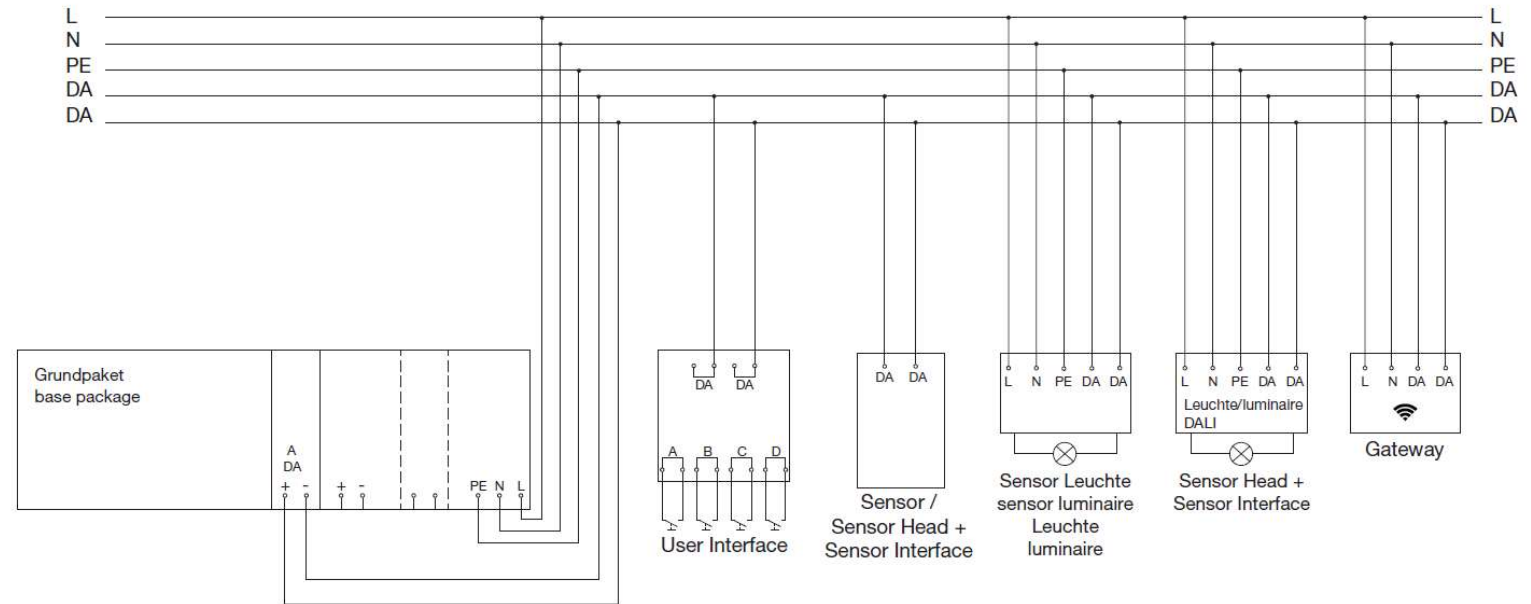 L
N
PE
DA
DA
L
N
PE
DA
DA
Grundpaket
base package
A
DA
+ - + - PE N L
DA DA
A B C D
User Interface
DA DA
Sensor /
Sensor Head +
Sensor Interface
L N PE DA DA
Sensor Leuchte
sensor luminaire
Leuchte
luminaire
L N PE DA DA
Leuchte/luminaire
DALI
Sensor Head +
Sensor Interface
L N DA DA
Gateway